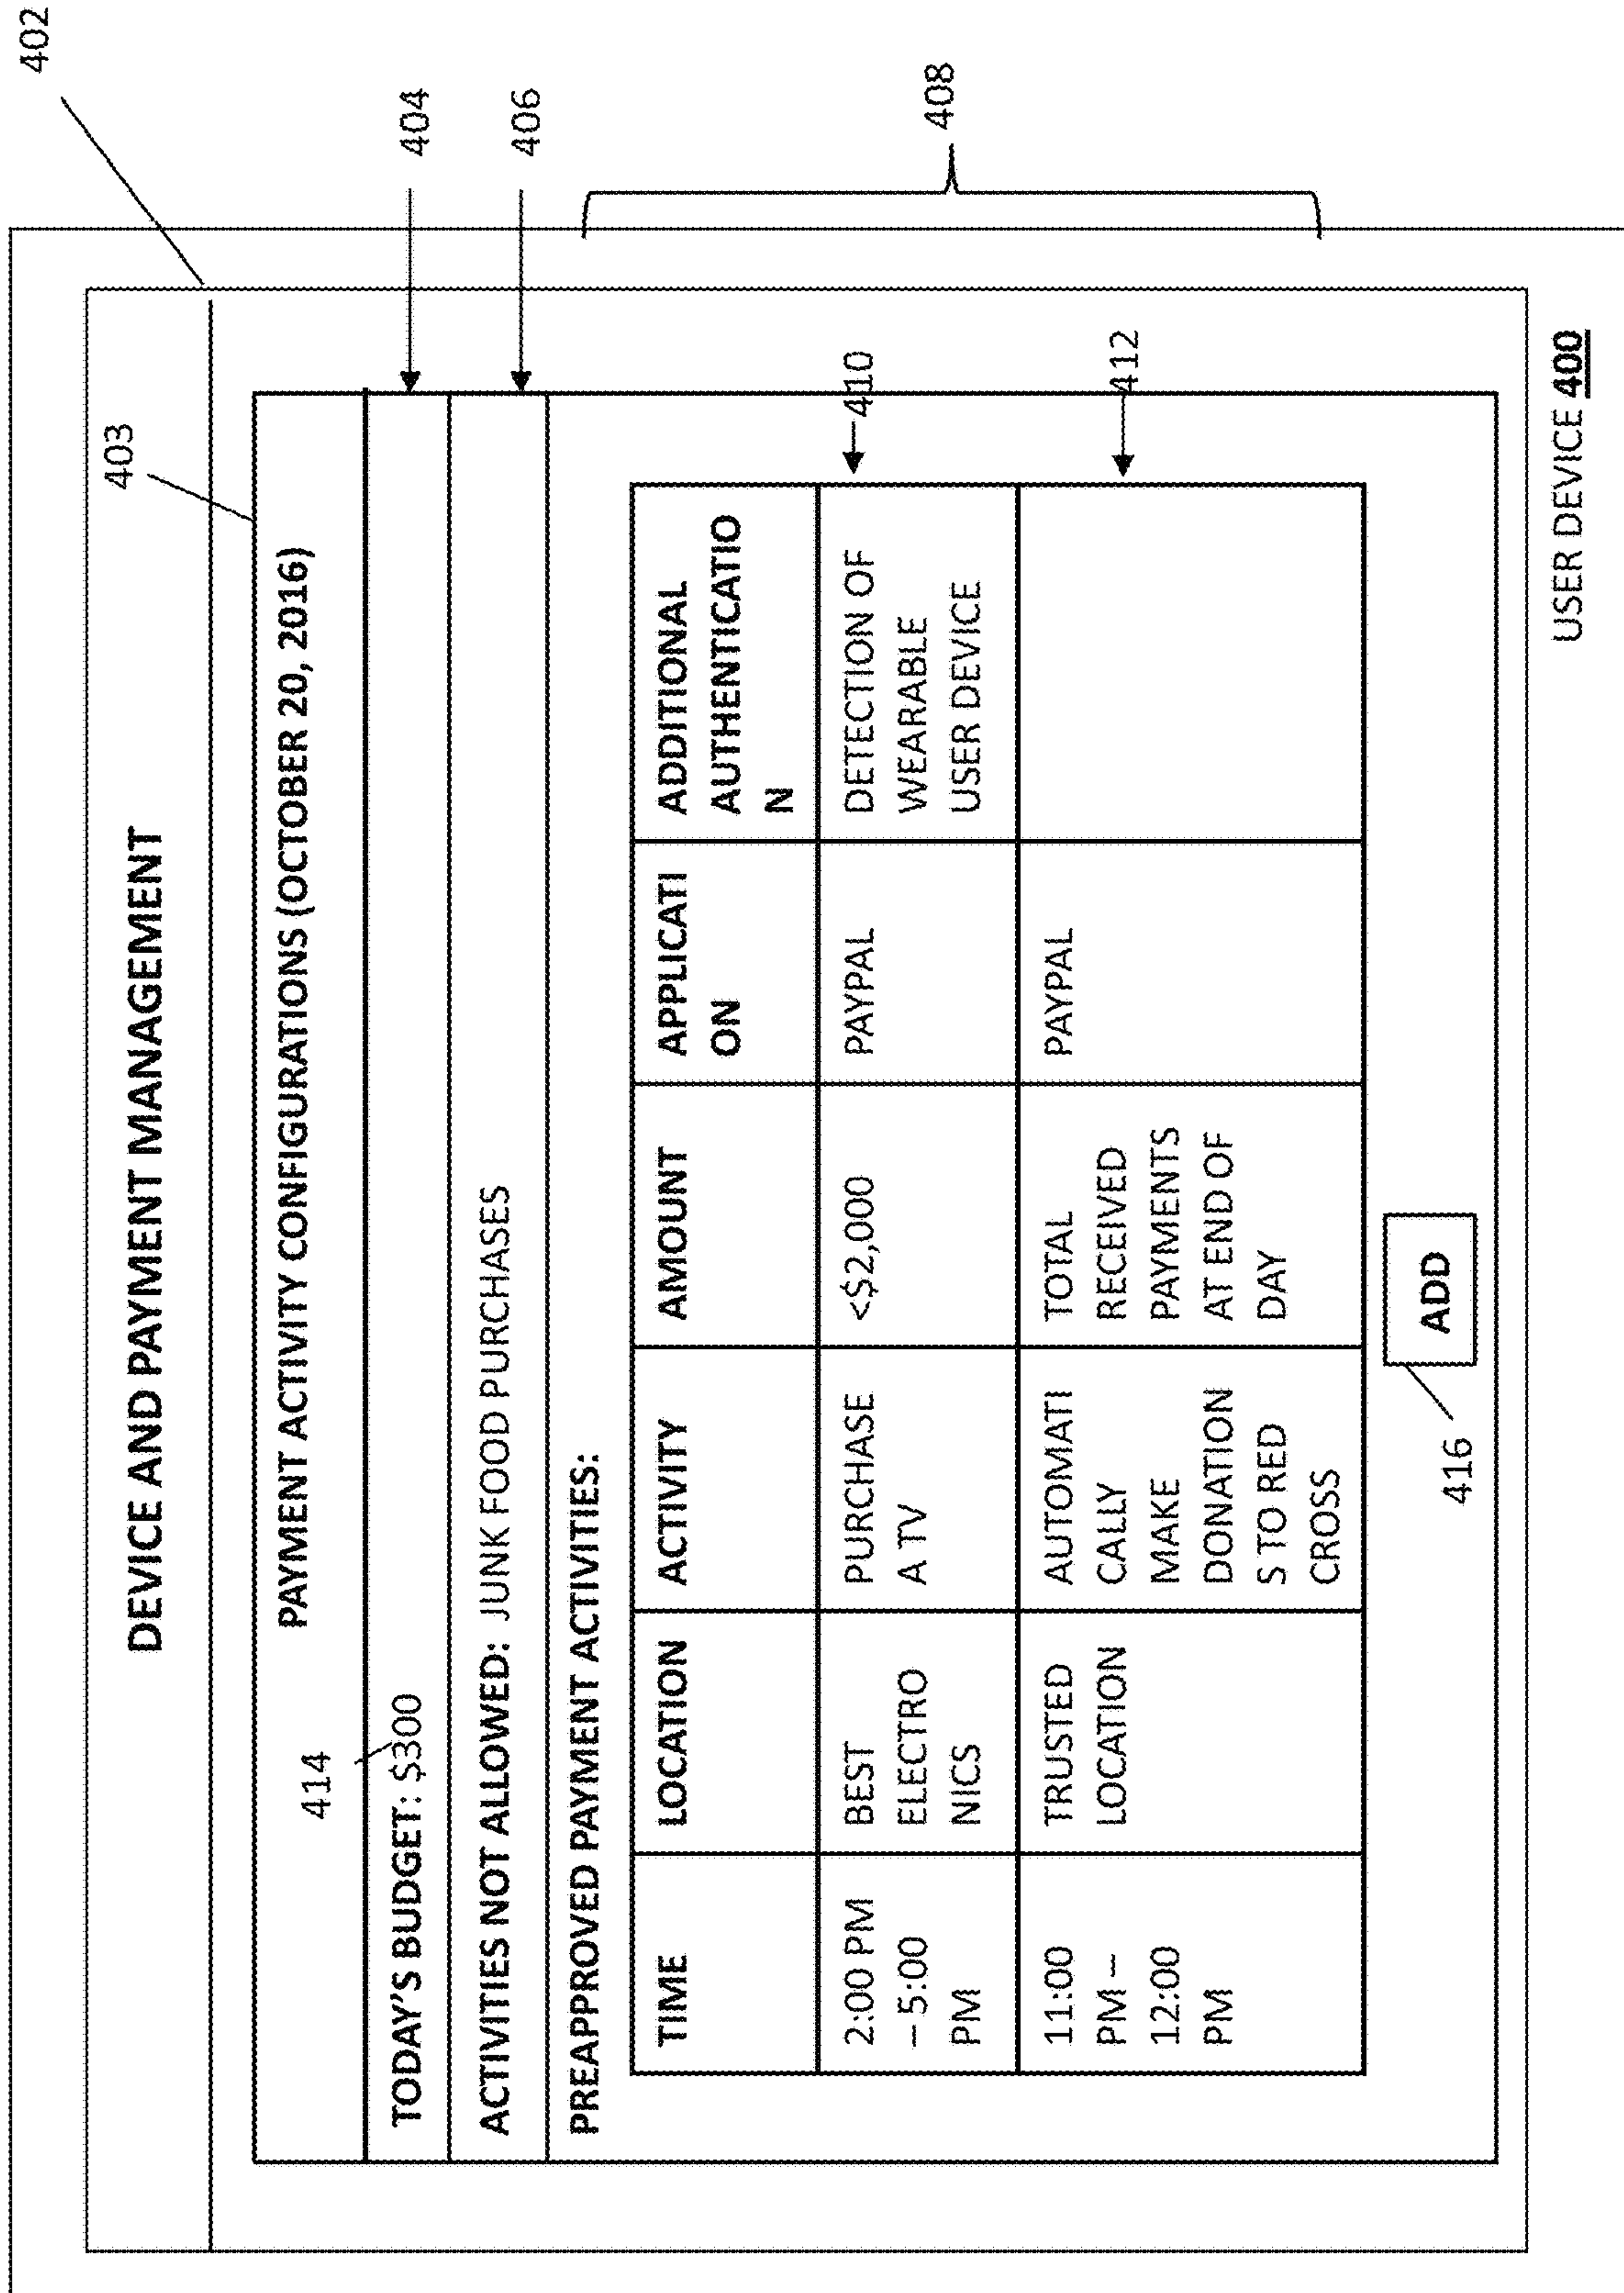 402
DEVICE AND PAYMENT MANAGEMENT
403
PAYMENT ACTIVITY CONFIGURATIONS (OCTOBER 20, 2016)
414
TODAY'S BUDGET: $300
404
ACTIVITIES NOT ALLOWED: JUNK FOOD PURCHASES
406
PREAPPROVED PAYMENT ACTIVITIES:
408
TIME
LOCATION
ACTIVITY
AMOUNT
APPLICATI
ON
ADDITIONAL
AUTHENTICATIO
N
2:00 PM
– 5:00
PM
BEST
ELECTRO
NICS
PURCHASE
A TV
<$2,000
PAYPAL
DETECTION OF
WEARABLE
USER DEVICE
410
11:00
PM –
12:00
PM
TRUSTED
LOCATION
AUTOMATI
CALLY
MAKE
DONATION
S TO RED
CROSS
TOTAL
RECEIVED
PAYMENTS
AT END OF
DAY
PAYPAL
412
416
ADD
USER DEVICE 400